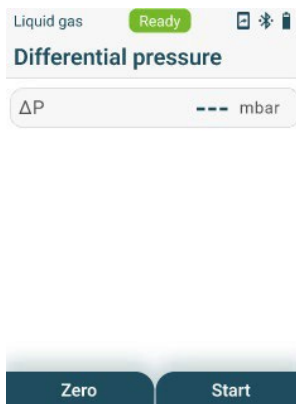 Liquid gas Ready
Differential pressure
ΔP --- mbar
Zero Start